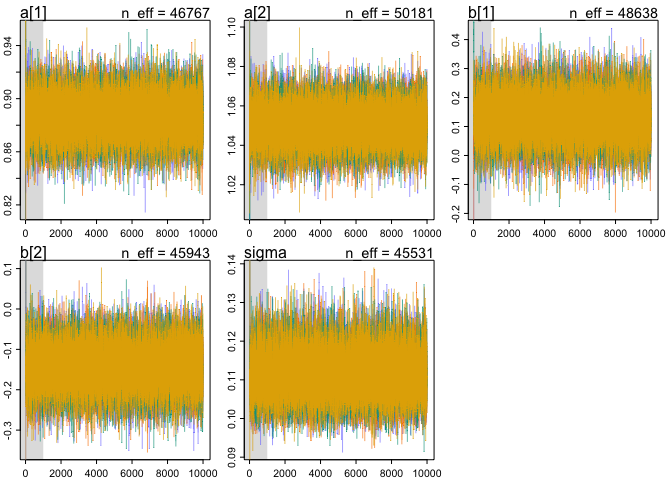 a[1] n_eff = 46767
0.82 0.86 0.90 0.94
0 2000 4000 6000 8000 10000
a[2] n_eff = 50181
1.02 1.04 1.06 1.08 1.10
0 2000 4000 6000 8000 10000
b[1] n_eff = 48638
-0.2 -0.1 0.0 0.1 0.2 0.3 0.4
0 2000 4000 6000 8000 10000
b[2] n_eff = 45943
-0.3 -0.2 -0.1 0.0 0.1
0 2000 4000 6000 8000 10000
sigma n_eff = 45531
0.09 0.10 0.11 0.12 0.13 0.14
0 2000 4000 6000 8000 10000